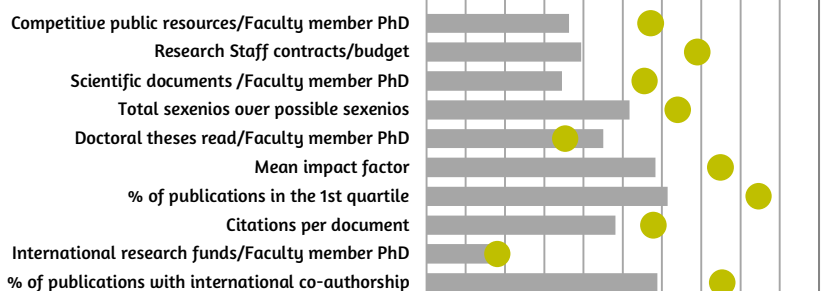 Competitive public resources/Faculty member PhD
Research Staff contracts/budget
Scientific documents /Faculty member PhD
Total sexenios over possible sexenios
Doctoral theses read/Faculty member PhD
Mean impact factor
% of publications in the 1st quartile
Citations per document
International research funds/Faculty member PhD
% of publications with international co-authorship